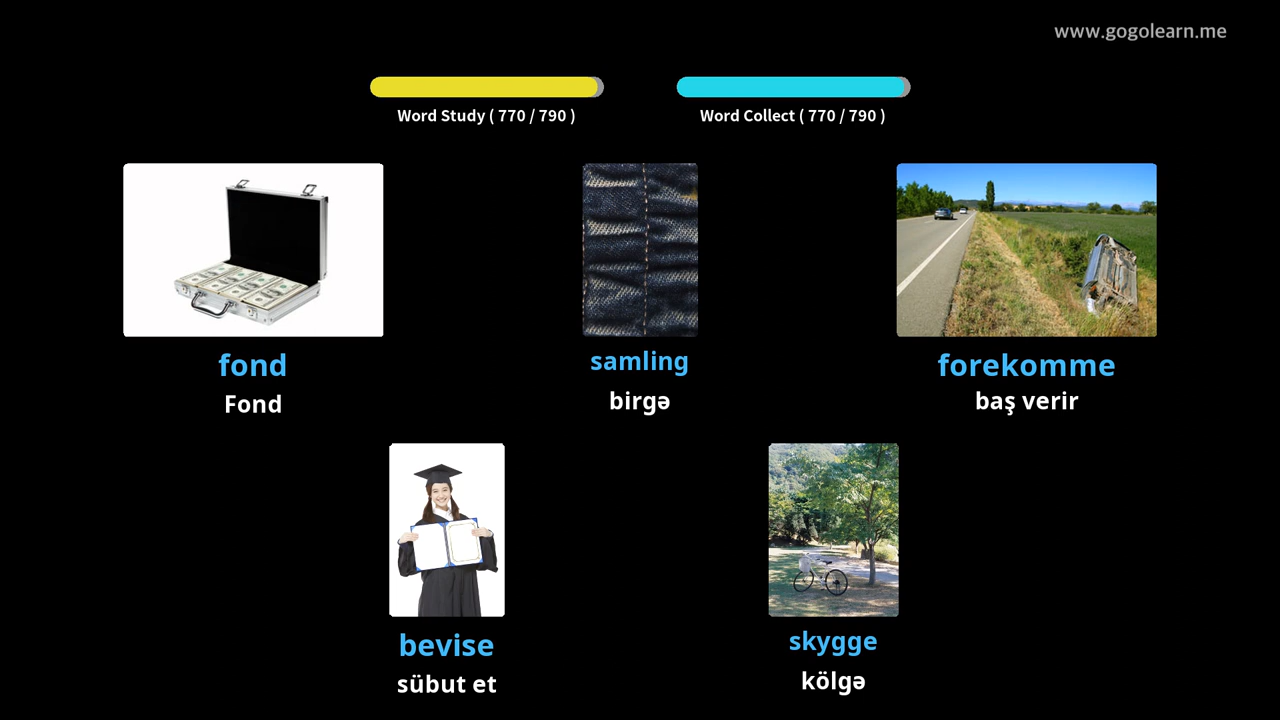 www.gogolearn.me
Word Study ( 770 / 790 )
Word Collect ( 770 / 790 )
fond
Fond
samling
birgə
forekomme
baş verir
bevise
sübut et
skygge
kölgə